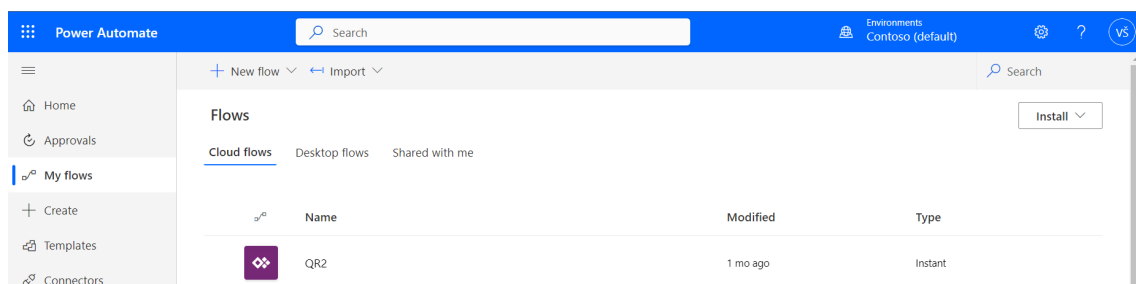 Power Automate
Search
Environments
Contoso (default)
?
VŠ
New flow
Import
Search
Home
Flows
Install
Approvals
Cloud flows
Desktop flows
Shared with me
My flows
Create
Name
Modified
Type
Templates
QR2
1 mo ago
Instant
Connectors